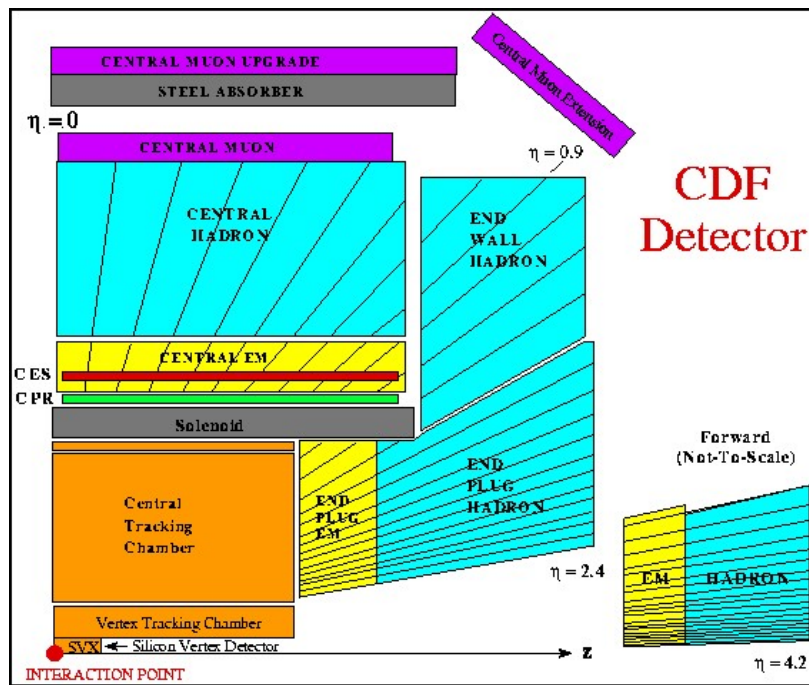 CENTRAL MUON UPGRADE
STEEL ABSORBER
Central Muon Extension
η.=.0
CENTRAL MUON
η = 0.9
CDF
Detector
CENTRAL
HADRON
END
WALL
HADRON
CENTRAL EM
CES
CPR
Solenoid
Forward
(Not-To-Scale)
Central
Tracking
Chamber
END
PLUG
EM
END
PLUG
HADRON
η = 2.4
EM
HADRON
Vertex Tracking Chamber
SVX
Silicon Vertex Detector
Z
INTERACTION POINT
η = 4.2